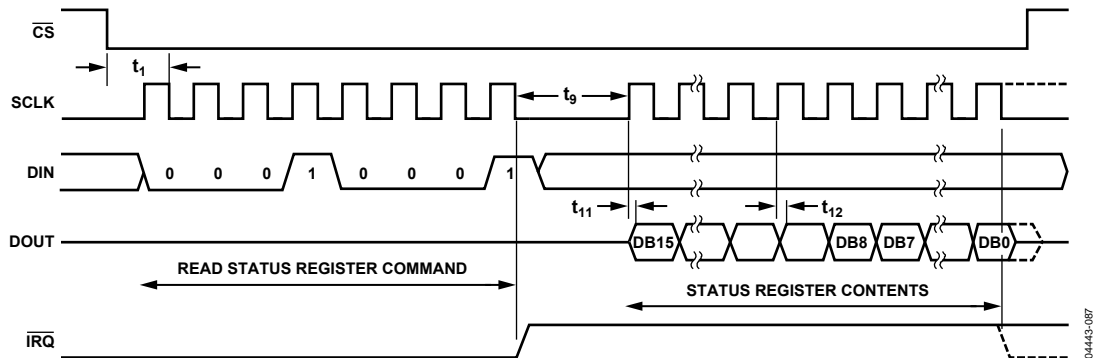 CS
t1
SCLK
t9
DIN
0 0 0 1 0 0 0 1
t11
t12
DOUT
DB15 DB8 DB7 DB0
READ STATUS REGISTER COMMAND
STATUS REGISTER CONTENTS
IRQ
04443-087